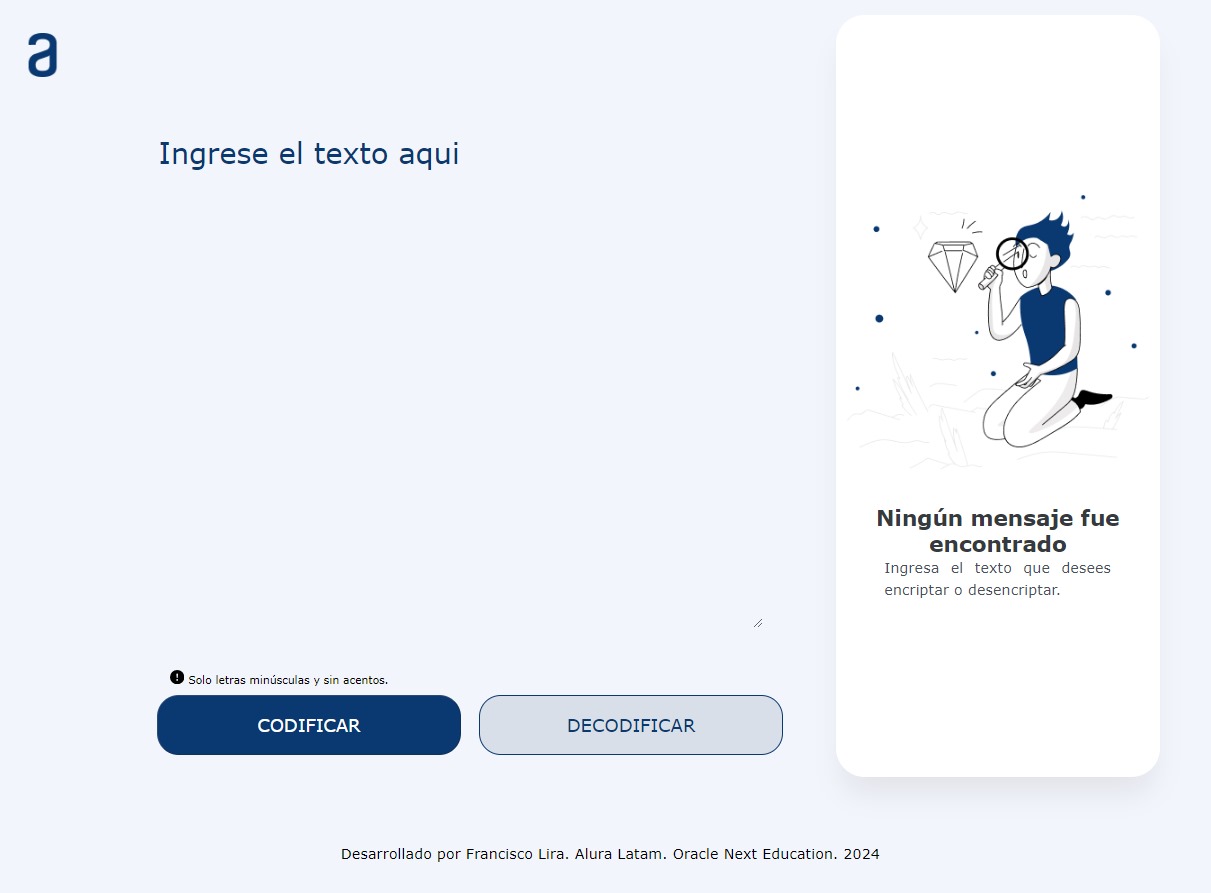 a
Ingrese el texto aqui
Solo letras minúsculas y sin acentos.
CODIFICAR
DECODIFICAR
Ningún mensaje fue
encontrado
Ingresa el texto que desees
encriptar o desencriptar.
Desarrollado por Francisco Lira. Alura Latam. Oracle Next Education. 2024